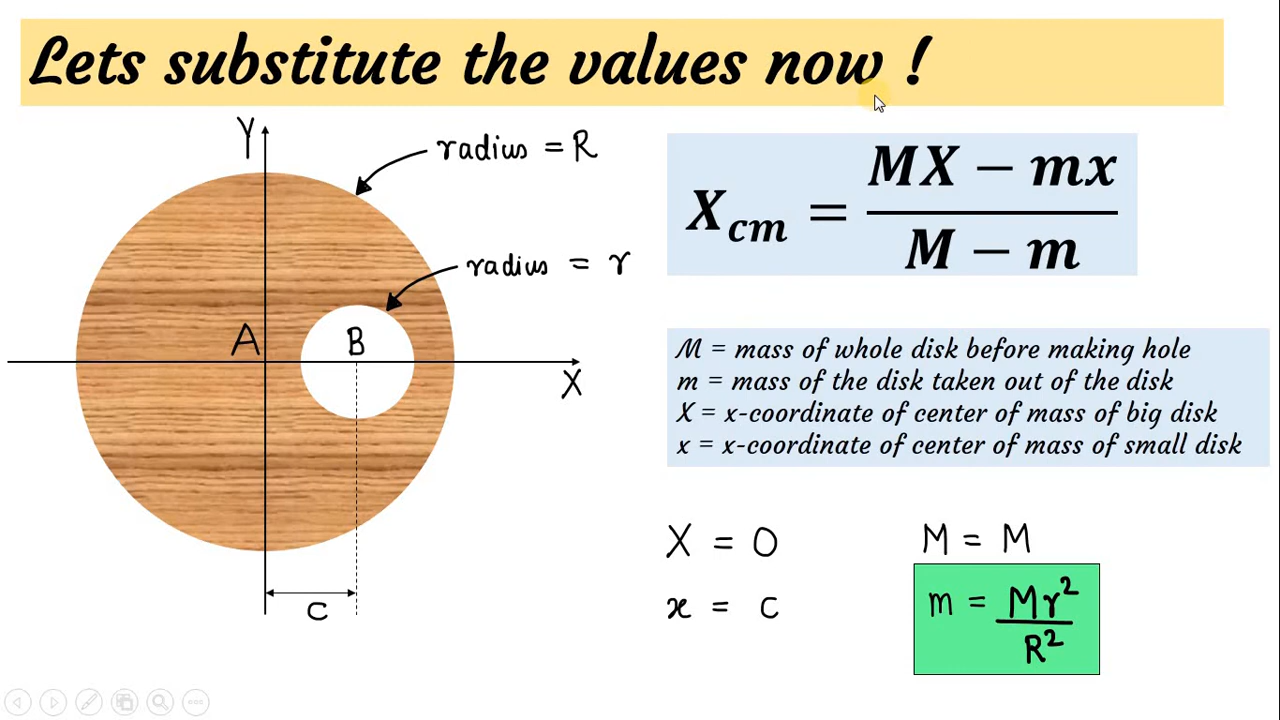 Lets substitute the values now !
Y
radius = R
radius = r
A
B
X
c
X_cm = (MX − mx) / (M − m)
M = mass of whole disk before making hole
m = mass of the disk taken out of the disk
X = x-coordinate of center of mass of big disk
x = x-coordinate of center of mass of small disk
X = 0
M = M
x = c
m = Mr²/R²